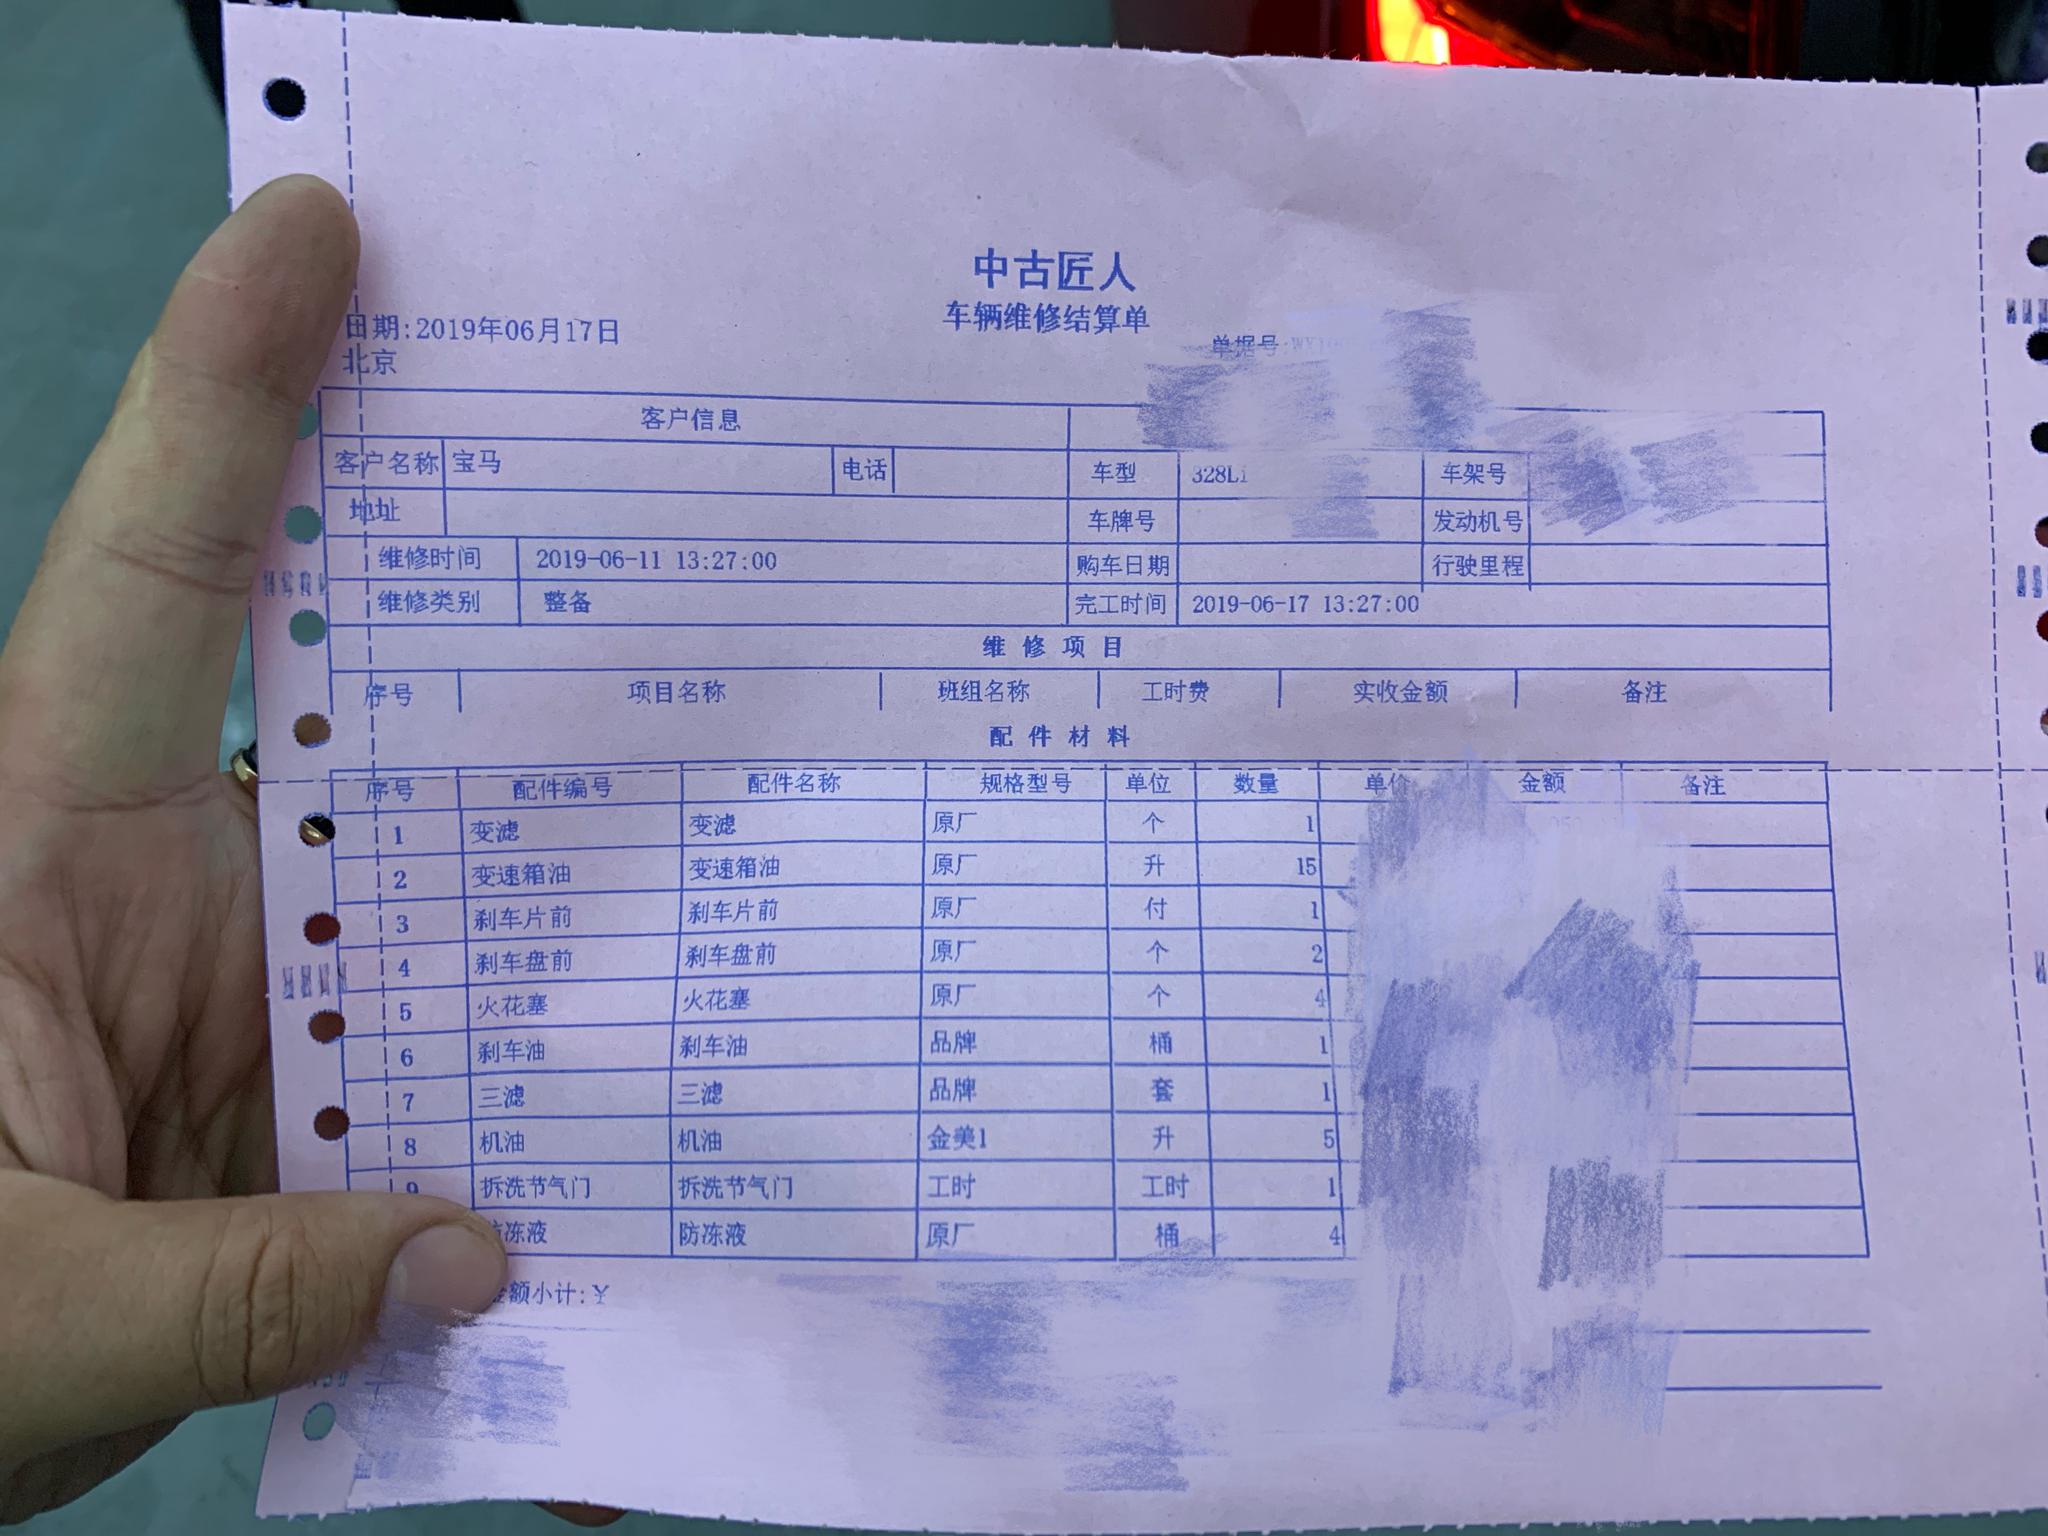 中古匠人
车辆维修结算单
日期:2019年06月17日 单据号:
北京
客户信息
客户名称 宝马 电话 车型 328Li 车架号
地址 车牌号 发动机号
维修时间 2019-06-11 13:27:00 购车日期 行驶里程
维修类别 整备 完工时间 2019-06-17 13:27:00
维修项目
序号 项目名称 班组名称 工时费 实收金额 备注
配件材料
序号 配件编号 配件名称 规格型号 单位 数量 单价 金额 备注
1 变滤 变滤 原厂 个 1
2 变速箱油 变速箱油 原厂 升 15
3 刹车片前 刹车片前 原厂 付 1
4 刹车盘前 刹车盘前 原厂 个 2
5 火花塞 火花塞 原厂 个 4
6 刹车油 刹车油 品牌 桶 1
7 三滤 三滤 品牌 套 1
8 机油 机油 金美1 升 5
9 拆洗节气门 拆洗节气门 工时 工时 1
防冻液 防冻液 原厂 桶 4
金额小计:¥